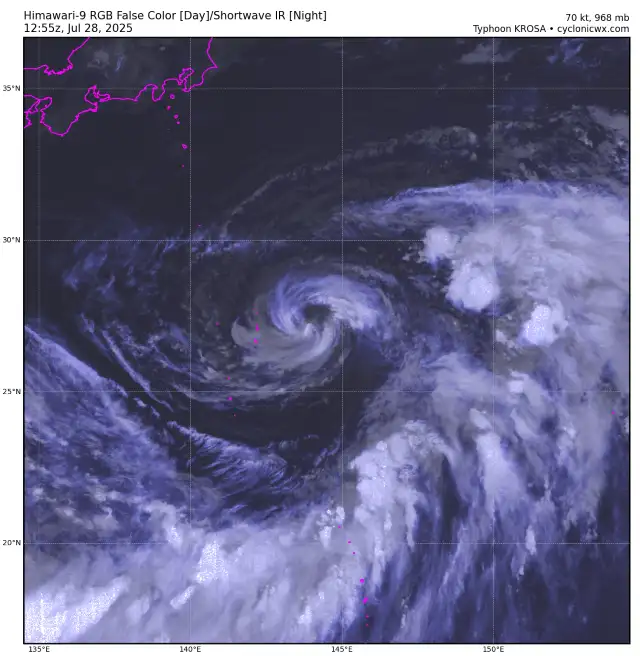 Himawari-9 RGB False Color [Day]/Shortwave IR [Night]
12:55z, Jul 28, 2025
70 kt, 968 mb
Typhoon KROSA • cyclonicwx.com
35°N
30°N
25°N
20°N
135°E 140°E 145°E 150°E